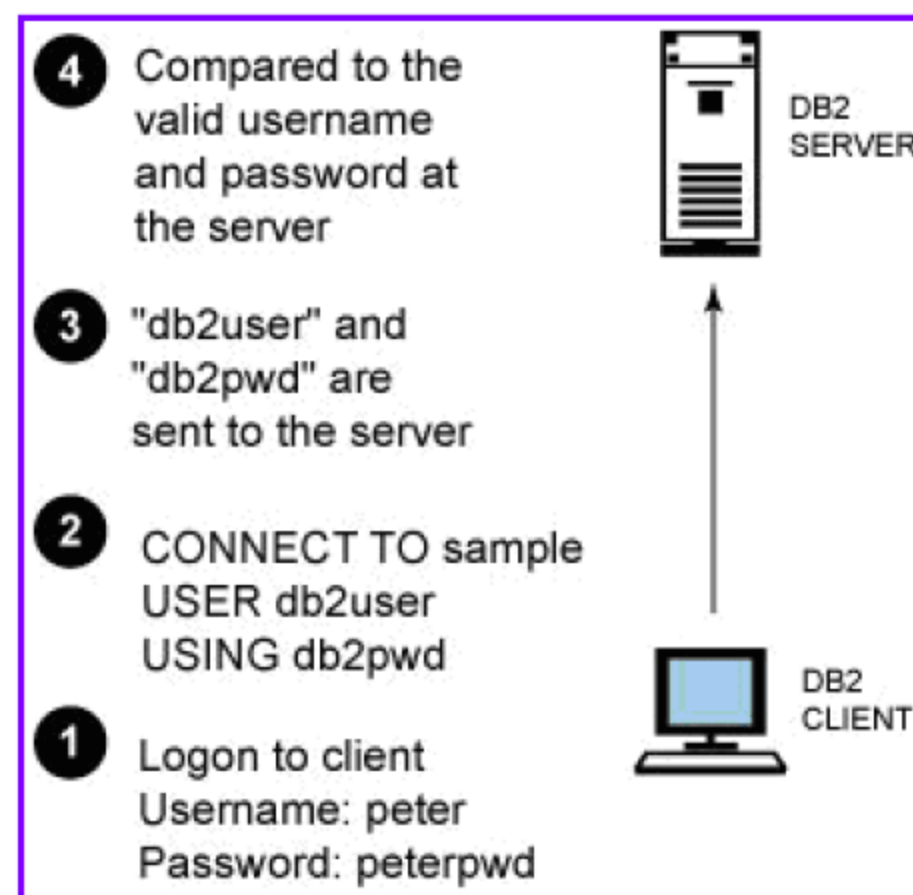 4
Compared to the
valid username
and password at
the server
DB2
SERVER
3
"db2user" and
"db2pwd" are
sent to the server
2
CONNECT TO sample
USER db2user
USING db2pwd
DB2
CLIENT
1
Logon to client
Username: peter
Password: peterpwd